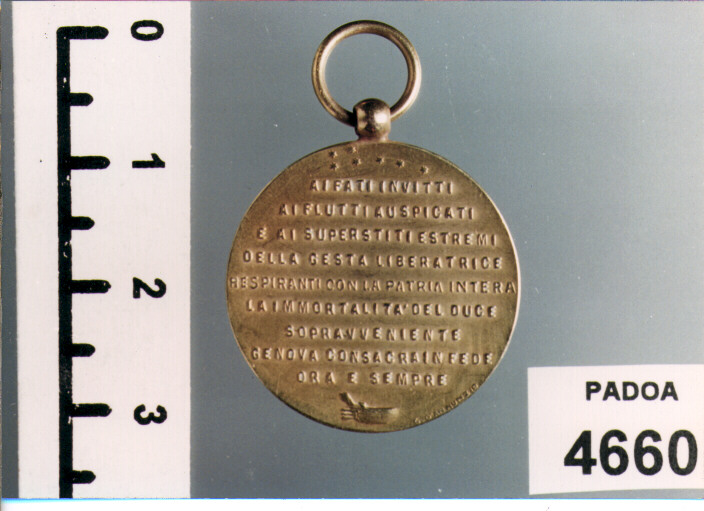 0
1
2
3
AI FATI INVITTI
AI FLUTTI AUSPICATI
E AI SUPERSTITI ESTREMI
DELLA GESTA LIBERATRICE
RESPIRANTI CON LA PATRIA INTERA
LA IMMORTALITA' DEL DUCE
SOPRAVVENIENTE
GENOVA CONSACRA IN FEDE
ORA E SEMPRE
PADOA
4660